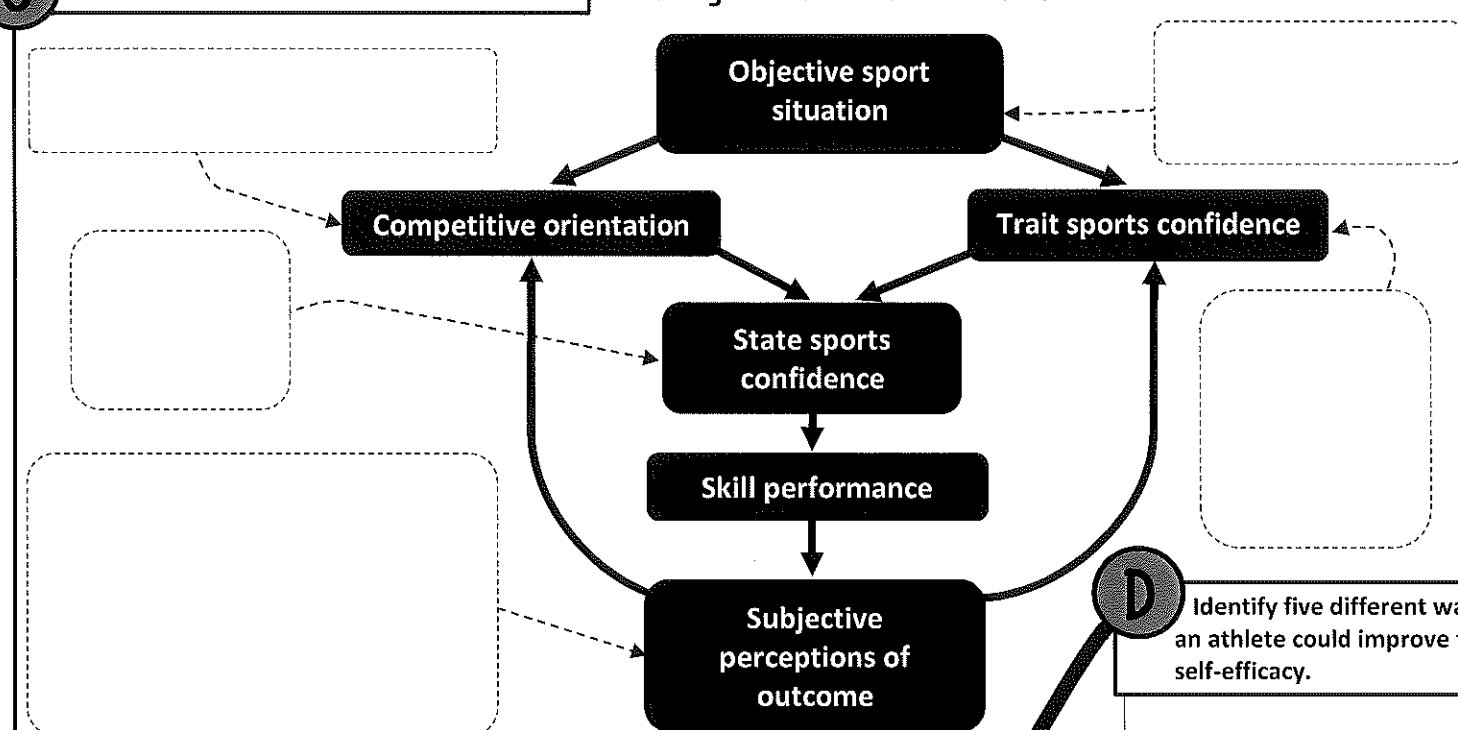 Objective sport
situation
Competitive orientation
Trait sports confidence
State sports
confidence
Skill performance
Subjective
perceptions of
outcome
D
Identify five different
an athlete could improve
self-efficacy.